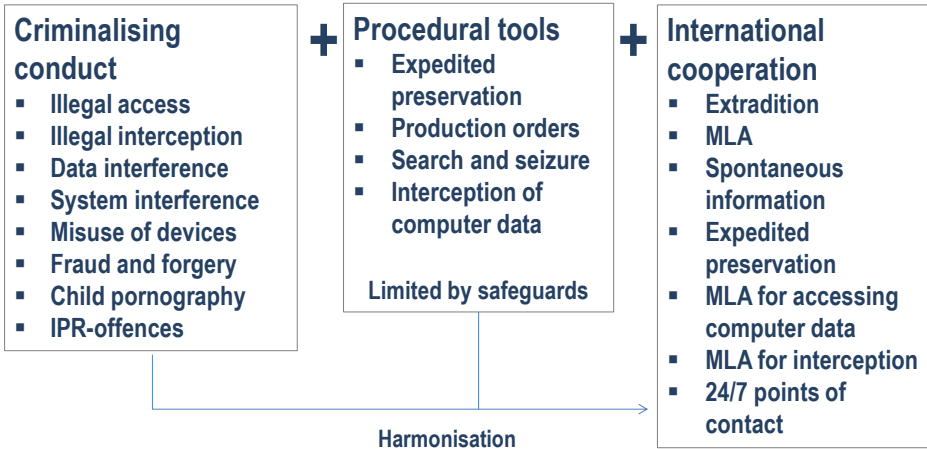 Criminalising
conduct
▪ Illegal access
▪ Illegal interception
▪ Data interference
▪ System interference
▪ Misuse of devices
▪ Fraud and forgery
▪ Child pornography
▪ IPR-offences
+
Procedural tools
▪ Expedited
preservation
▪ Production orders
▪ Search and seizure
▪ Interception of
computer data
Limited by safeguards
+
International
cooperation
▪ Extradition
▪ MLA
▪ Spontaneous
information
▪ Expedited
preservation
▪ MLA for accessing
computer data
▪ MLA for interception
▪ 24/7 points of
contact
Harmonisation